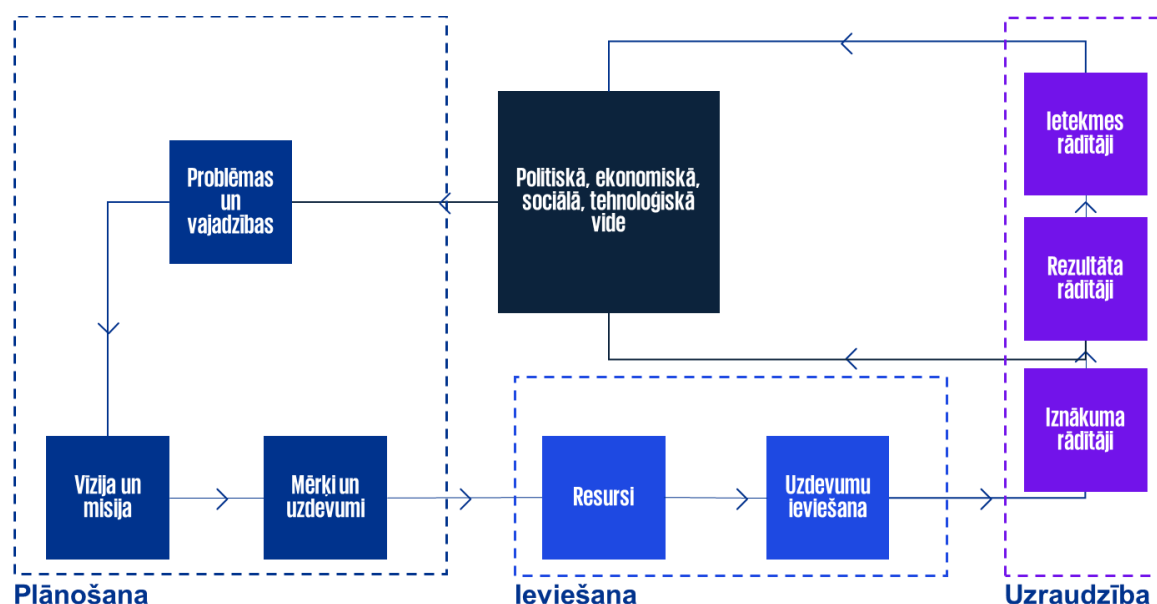 Problēmas
un
vajadzības
Politiskā, ekonomiskā,
sociālā, tehnoloģiskā
vide
Ietekmes
rādītāji
Rezultāta
rādītāji
Iznākuma
rādītāji
Vīzija un
misija
Mērķi un
uzdevumi
Resursi
Uzdevumu
ieviešana
Plānošana
Ieviešana
Uzraudzība